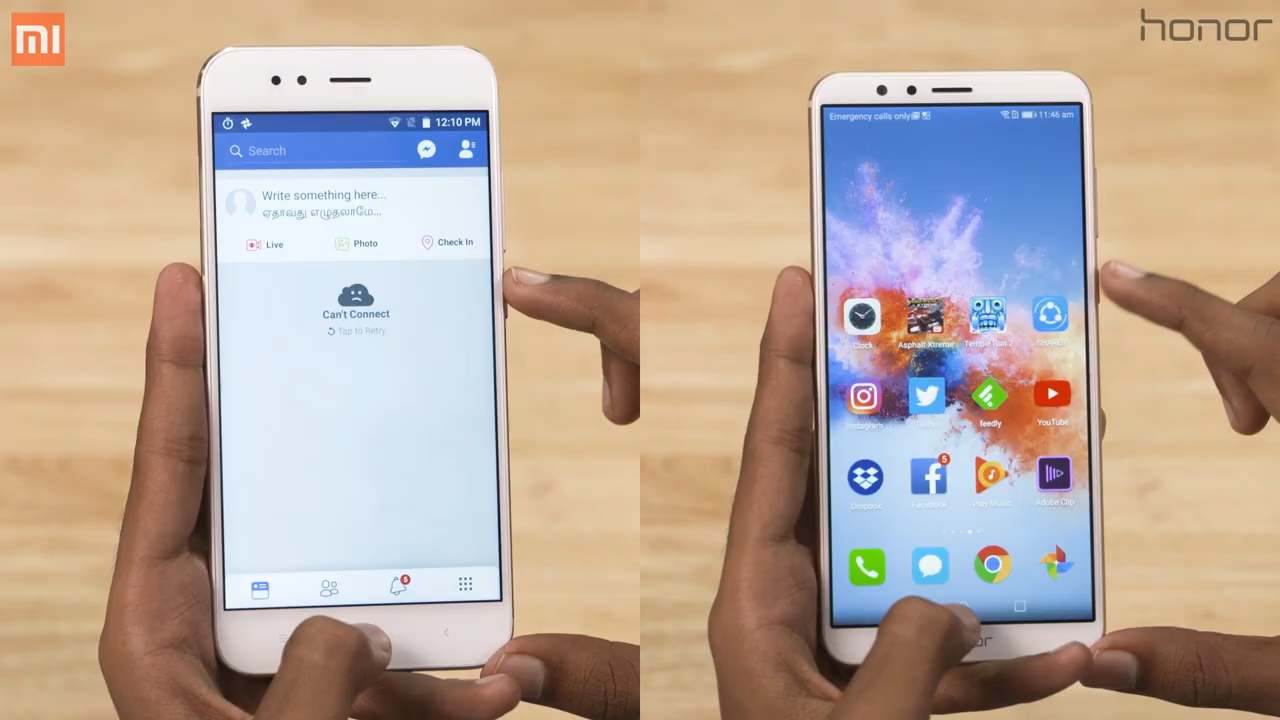 mi
honor
12:10 PM
Search
Write something here...
ஏதாவது எழுதலாமே...
Live
Photo
Check In
Can't Connect
Tap to Retry
6
Emergency calls only
11:46 am
Clock
Asphalt Xtreme
Temple Run 2
SHAREit
Instagram
Twitter
feedly
YouTube
5
Dropbox
Facebook
Play Music
Adobe Clip